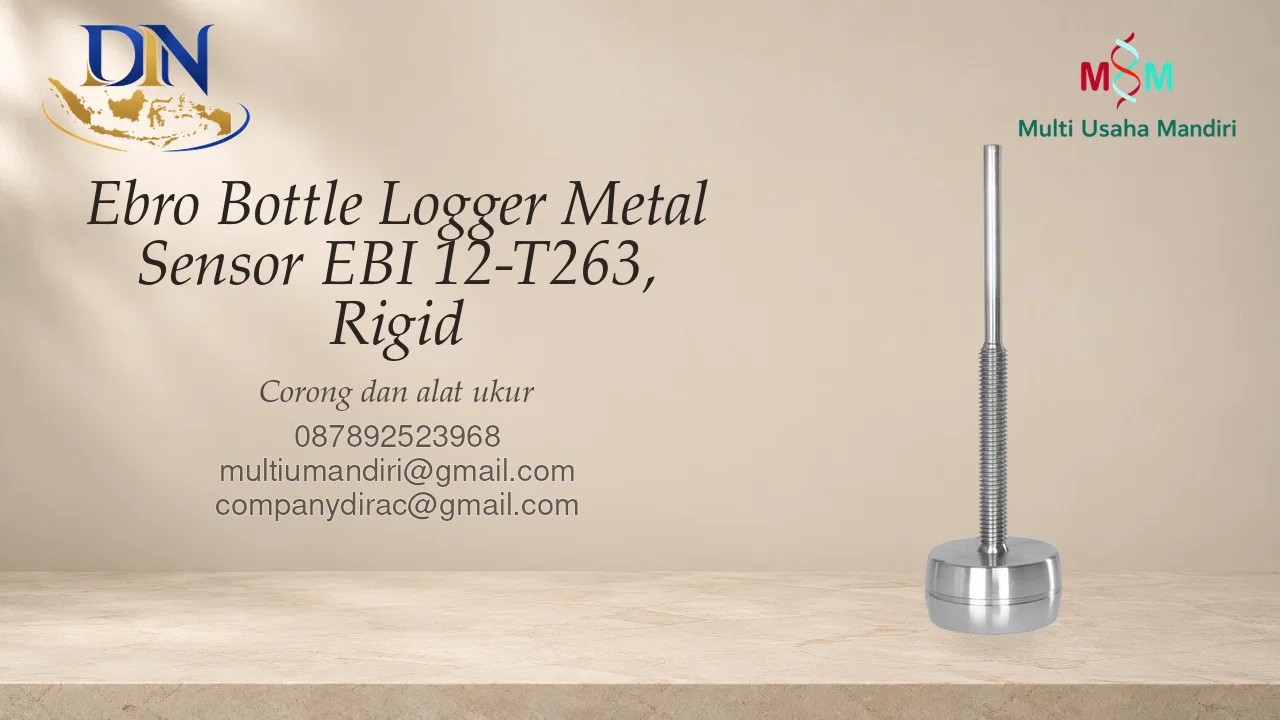 DIN
M M
Multi Usaha Mandiri
Ebro Bottle Logger Metal
Sensor EBI 12-T263,
Rigid
Corong dan alat ukur
087892523968
multiumandiri@gmail.com
companydirac@gmail.com